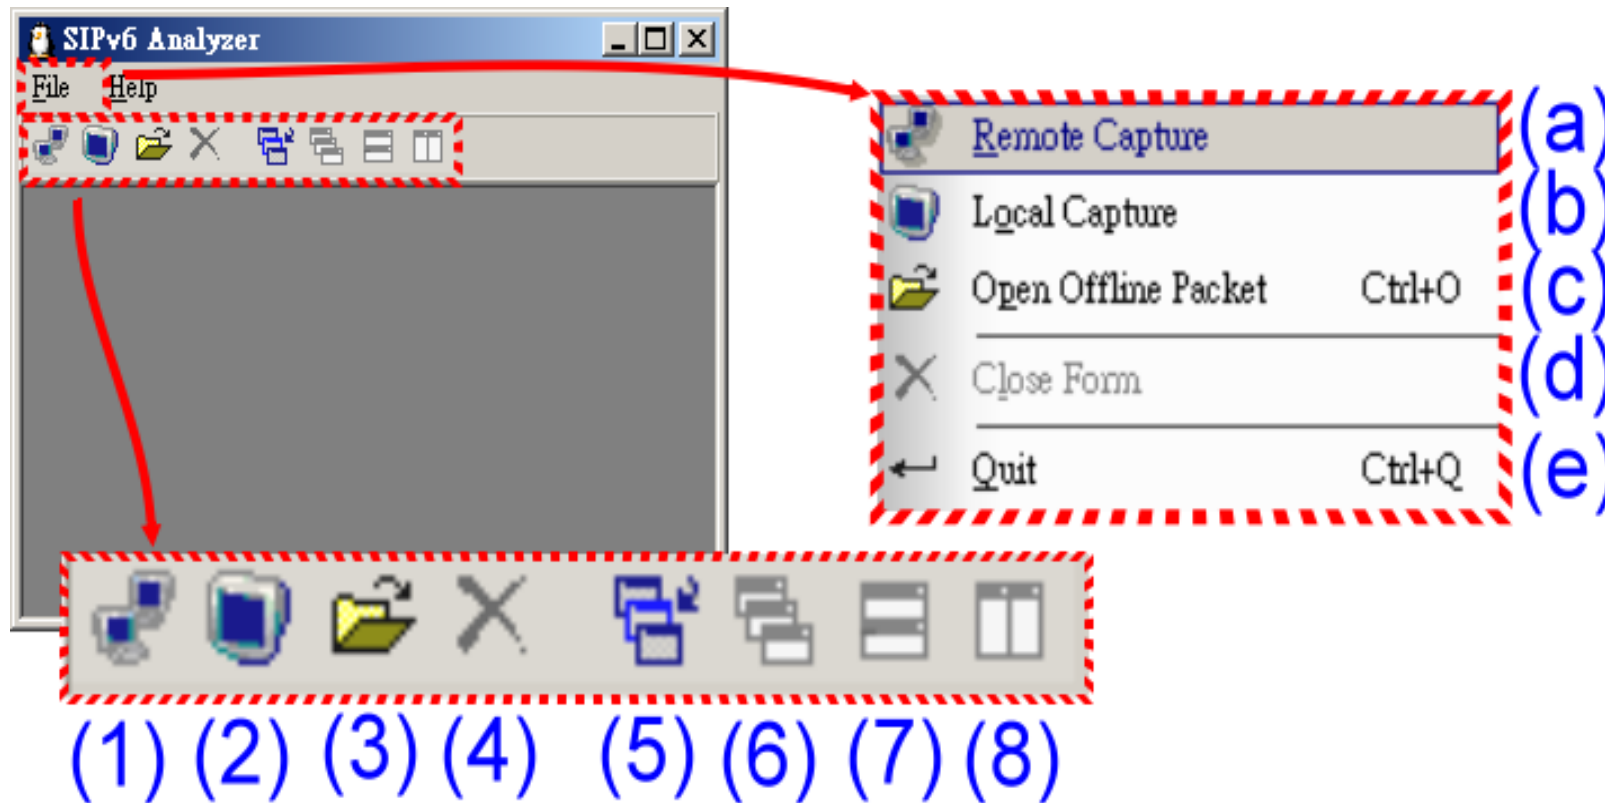 SIPv6 Analyzer
File Help
Remote Capture (a)
Local Capture (b)
Open Offline Packet Ctrl+O (c)
Close Form (d)
Quit Ctrl+Q (e)
(1) (2) (3) (4) (5) (6) (7) (8)